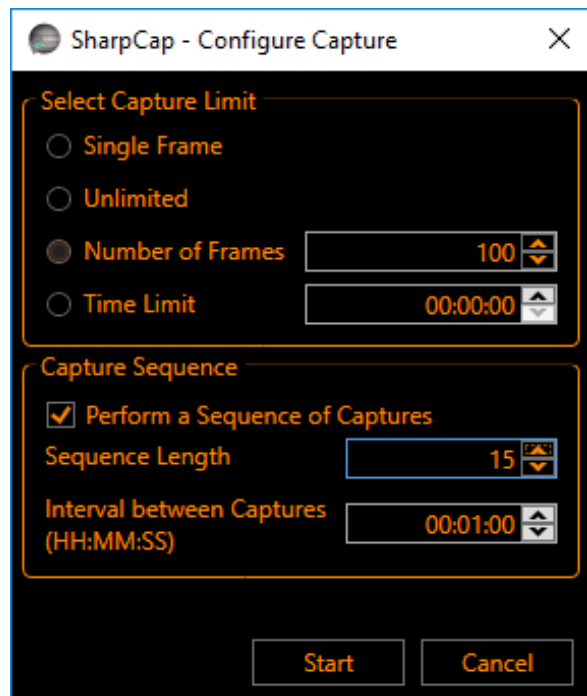 SharpCap - Configure Capture
Select Capture Limit
Single Frame
Unlimited
Number of Frames 100
Time Limit 00:00:00
Capture Sequence
Perform a Sequence of Captures
Sequence Length 15
Interval between Captures
(HH:MM:SS) 00:01:00
Start Cancel